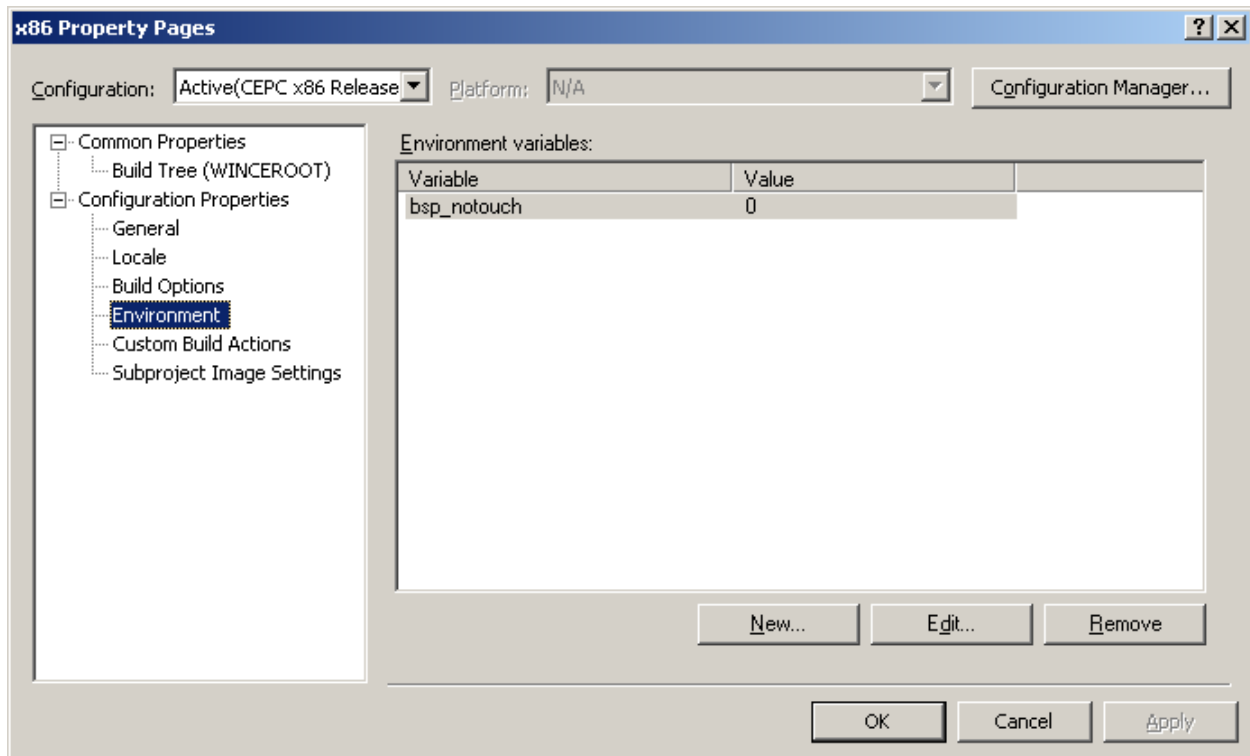 x86 Property Pages
Configuration: Active(CEPC x86 Release Platform: N/A Configuration Manager...
Common Properties
Build Tree (WINCEROOT)
Configuration Properties
General
Locale
Build Options
Environment
Custom Build Actions
Subproject Image Settings
Environment variables:
Variable Value
bsp_notouch 0
New... Edit... Remove
OK Cancel Apply